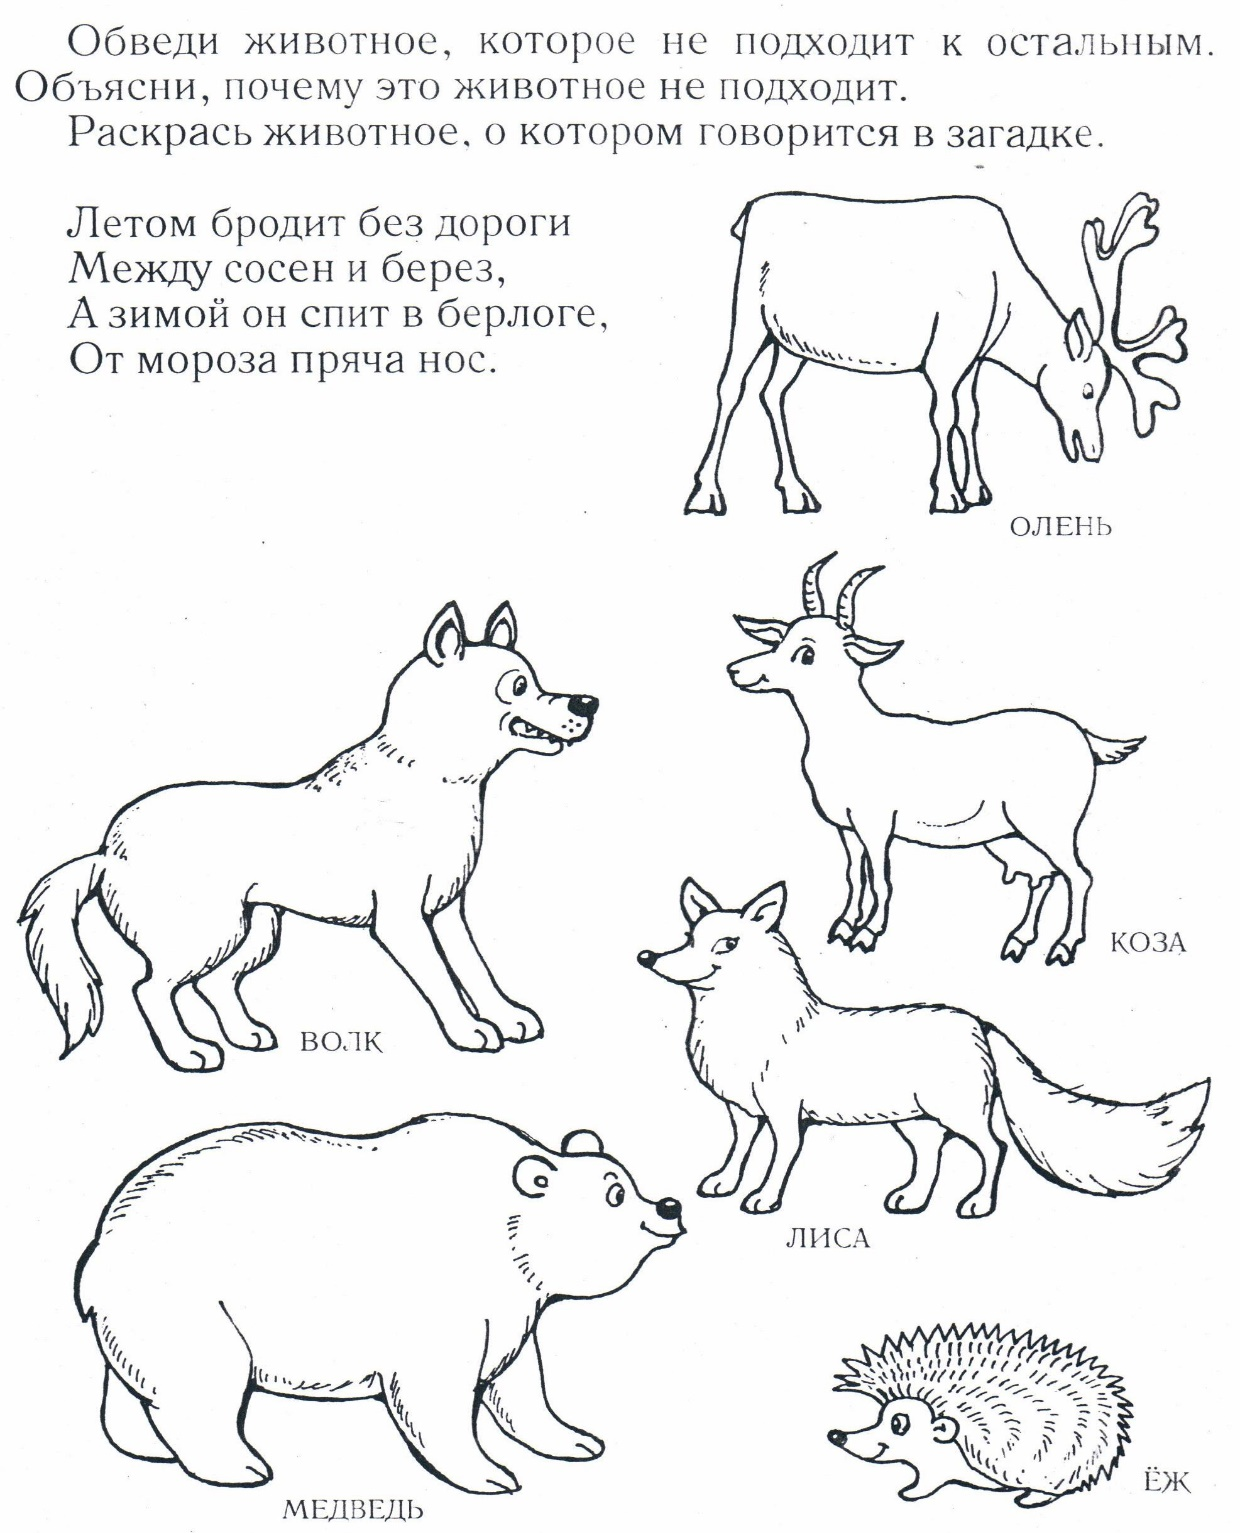 Обведи животное, которое не подходит к остальным.
Объясни, почему это животное не подходит.
Раскрась животное, о котором говорится в загадке.
Летом бродит без дороги
Между сосен и берез,
А зимой он спит в берлоге,
От мороза пряча нос.
ОЛЕНЬ
КОЗА
ВОЛК
ЛИСА
МЕДВЕДЬ
ЁЖ